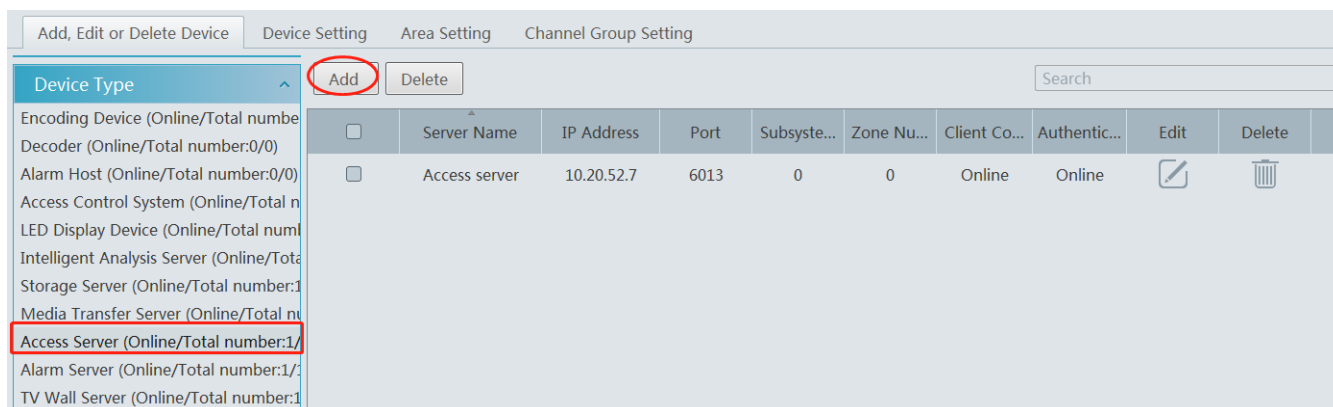 Add, Edit or Delete Device Device Setting Area Setting Channel Group Setting
Device Type
Add Delete Search
Encoding Device (Online/Total numbe
Decoder (Online/Total number:0/0)
Alarm Host (Online/Total number:0/0)
Access Control System (Online/Total n
LED Display Device (Online/Total numl
Intelligent Analysis Server (Online/Tota
Storage Server (Online/Total number:1
Media Transfer Server (Online/Total nu
Access Server (Online/Total number:1/
Alarm Server (Online/Total number:1/1
TV Wall Server (Online/Total number:1
Server Name IP Address Port Subsyste... Zone Nu... Client Co... Authentic... Edit Delete
Access server 10.20.52.7 6013 0 0 Online Online